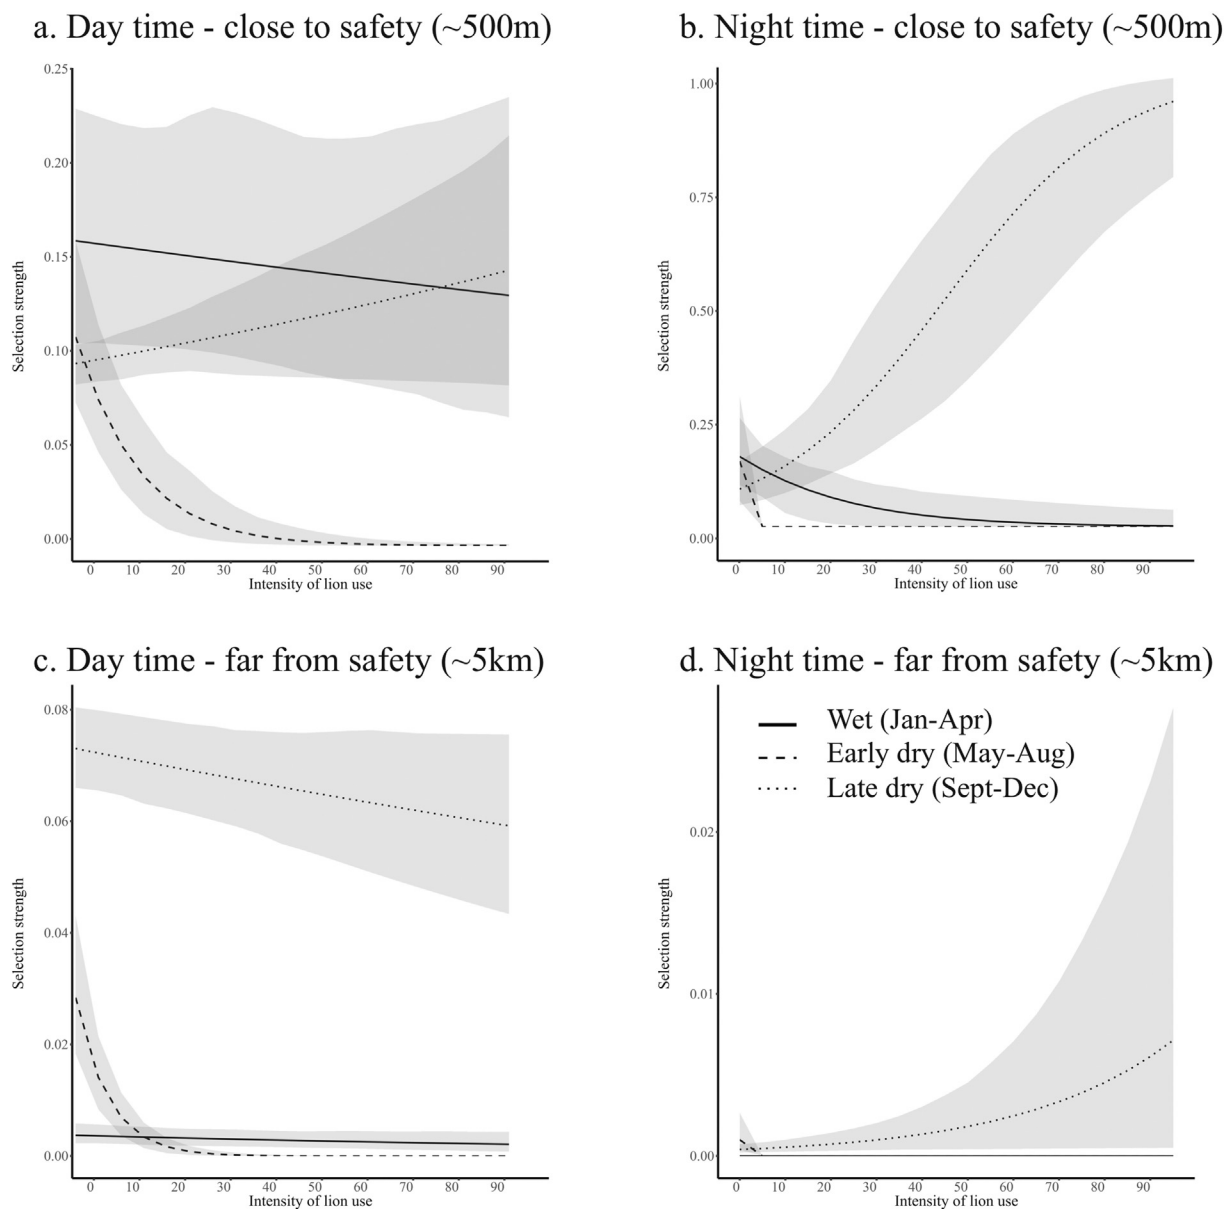 a. Day time - close to safety (~500m)
b. Night time - close to safety (~500m)
0.25
0.20
0.15
0.10
0.05
0.00
Selection strength
0 10 20 30 40 50 60 70 80 90
Intensity of lion use
1.00
0.75
0.50
0.25
0.00
Selection strength
0 10 20 30 40 50 60 70 80 90
Intensity of lion use
c. Day time - far from safety (~5km)
d. Night time - far from safety (~5km)
0.08
0.06
0.04
0.02
0.00
Selection strength
0 10 20 30 40 50 60 70 80 90
Intensity of lion use
Wet (Jan-Apr)
Early dry (May-Aug)
Late dry (Sept-Dec)
0.02
0.01
0.00
Selection strength
0 10 20 30 40 50 60 70 80 90
Intensity of lion use